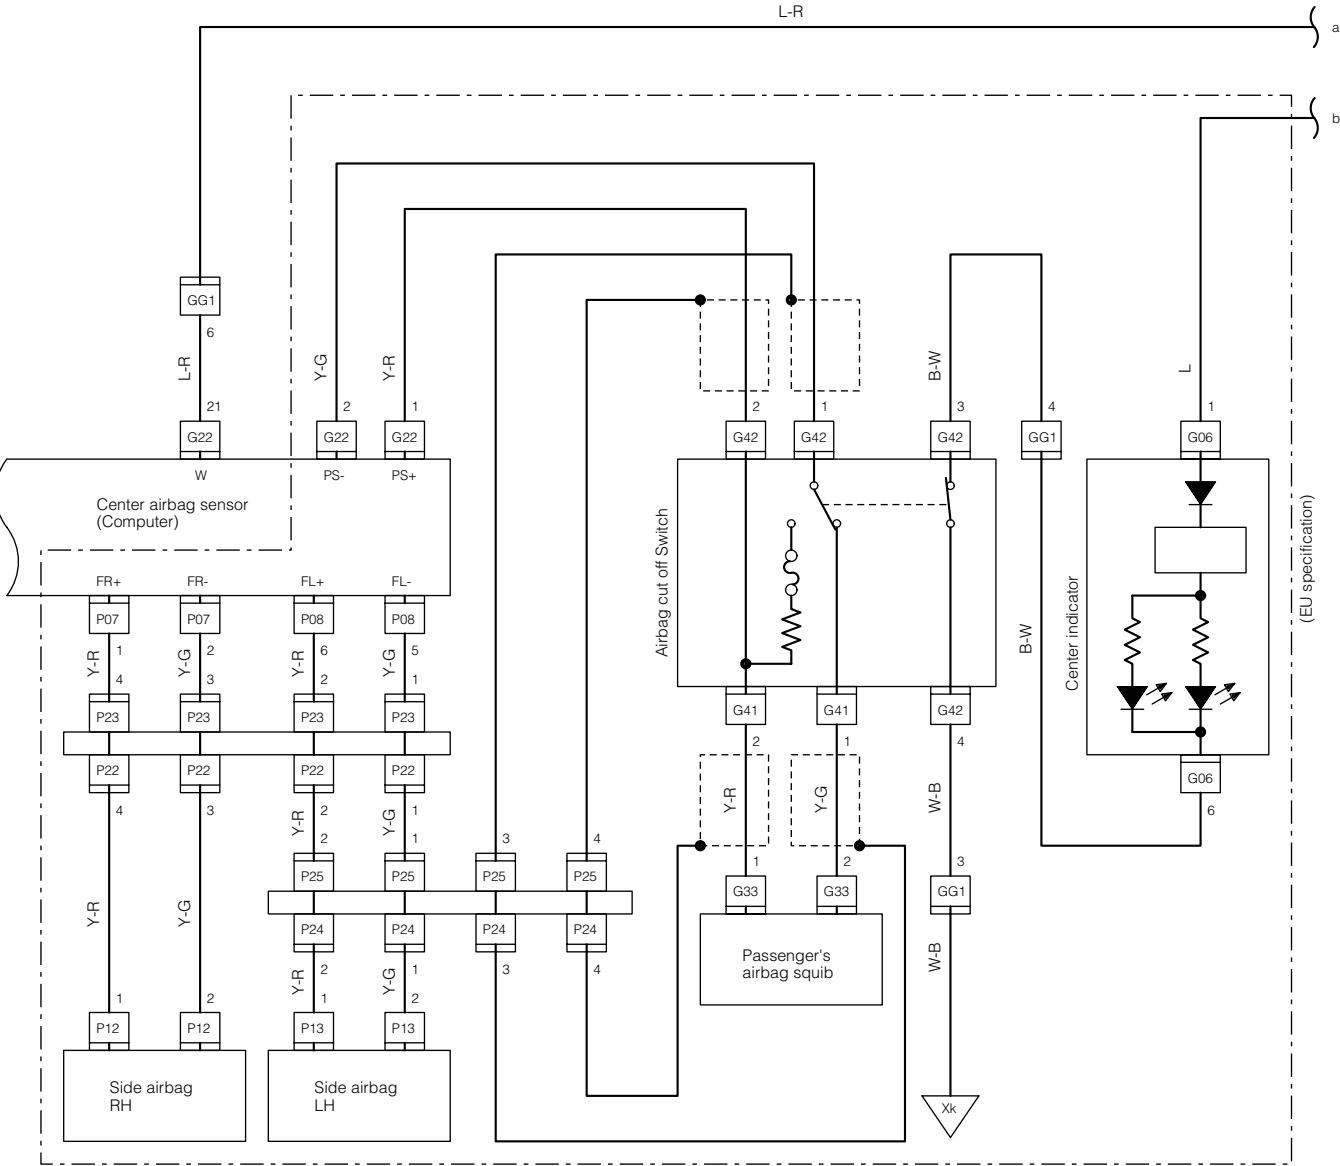 L-R
a
b
GG1
6
L-R
Y-G
Y-R
B-W
L
21
2
1
2
1
3
4
1
G22
G22
G22
G42
G42
G42
GG1
G06
W
PS-
PS+
Center airbag sensor
(Computer)
Airbag cut off Switch
Center indicator
(EU specification)
FR+
FR-
FL+
FL-
P07
P07
P08
P08
Y-R
1
Y-G
2
Y-R
6
Y-G
5
B-W
4
3
2
1
P23
P23
P23
P23
G41
G41
G42
2
1
4
P22
P22
P22
P22
G06
4
3
Y-R
2
Y-G
1
Y-R
Y-G
W-B
6
2
1
3
4
1
2
3
P25
P25
P25
P25
G33
G33
GG1
Y-R
Y-G
P24
P24
P24
P24
W-B
Y-R
2
Y-G
1
3
4
Passenger's
airbag squib
1
2
1
2
P12
P12
P13
P13
Side airbag
RH
Side airbag
LH
Xk